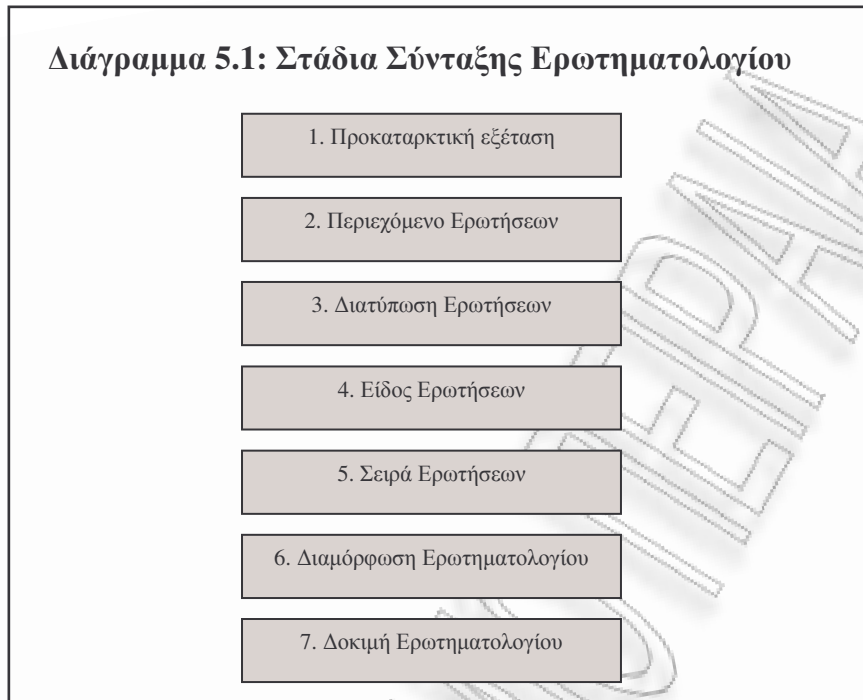 Διάγραμμα 5.1: Στάδια Σύνταξης Ερωτηματολογίου
1. Προκαταρκτική εξέταση
2. Περιεχόμενο Ερωτήσεων
3. Διατύπωση Ερωτήσεων
4. Είδος Ερωτήσεων
5. Σειρά Ερωτήσεων
6. Διαμόρφωση Ερωτηματολογίου
7. Δοκιμή Ερωτηματολογίου